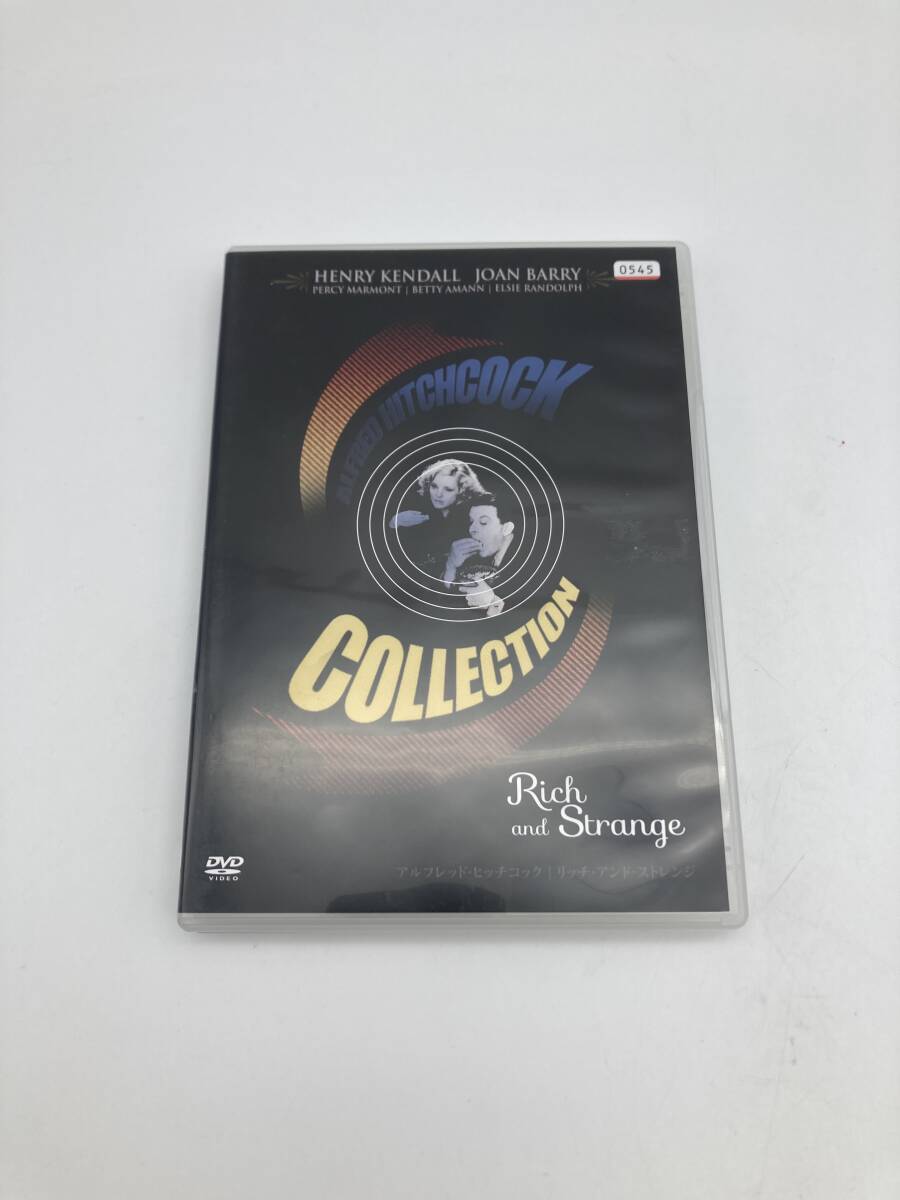 HENRY KENDALL JOAN BARRY
0545
PERCY MARMONT | BETTY AMANN | ELSIE RANDOLPH
ALFRED HITCHCOCK
COLLECTION
Rich
and Strange
DVD
VIDEO
アルフレッド・ヒッチコック | リッチ・アンド・ストレンジ